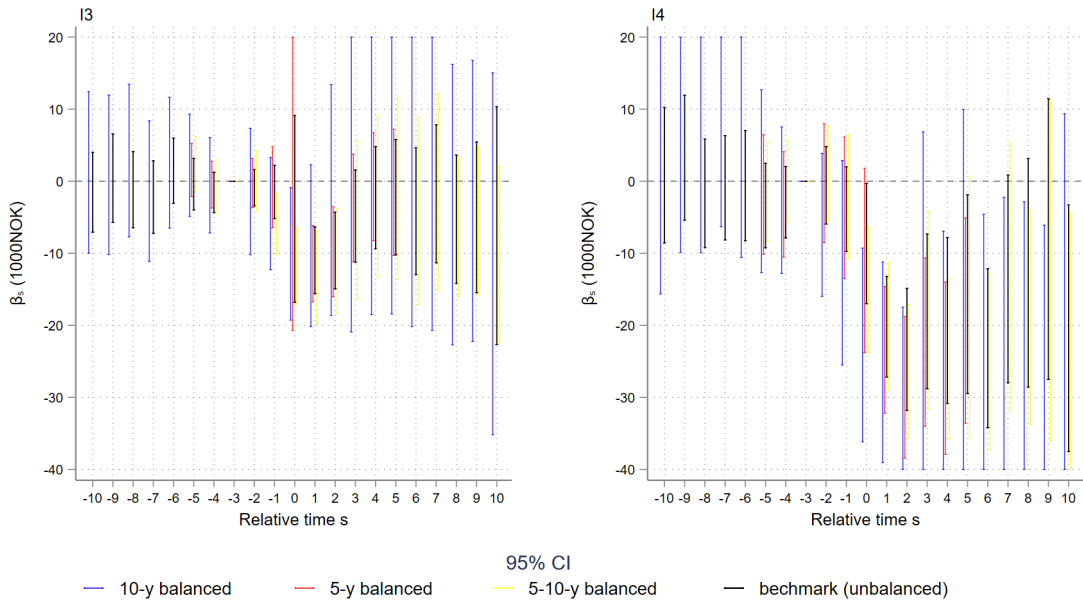 I3
20
10
0
-10
-20
-30
-40
βs (1000NOK)
-10 -9 -8 -7 -6 -5 -4 -3 -2 -1 0 1 2 3 4 5 6 7 8 9 10
Relative time s
I4
20
10
0
-10
-20
-30
-40
βs (1000NOK)
-10 -9 -8 -7 -6 -5 -4 -3 -2 -1 0 1 2 3 4 5 6 7 8 9 10
Relative time s
95% CI
10-y balanced 5-y balanced 5-10-y balanced bechmark (unbalanced)